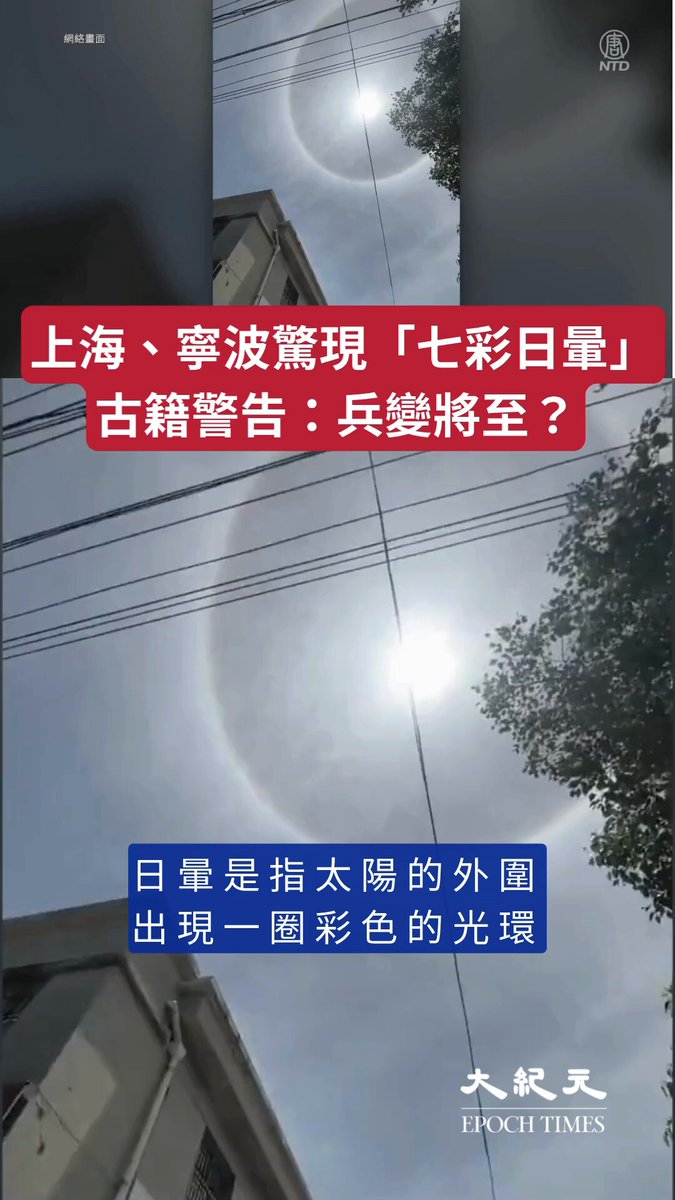 網絡畫面
唐
NTD
上海、寧波驚現「七彩日暈」
古籍警告：兵變將至？
日暈是指太陽的外圍
出現一圈彩色的光環
大紀元
EPOCH TIMES